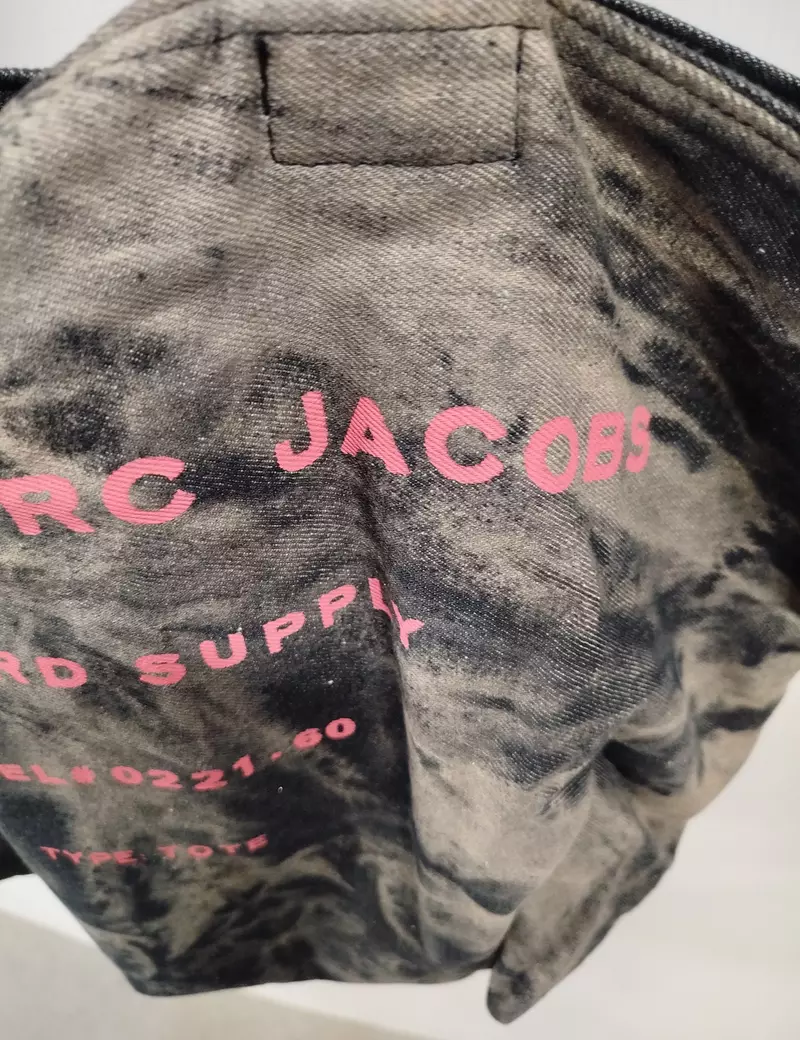 RC JACOBS
RD SUPPLY
EL# 0221-60
TYPE: TOTE